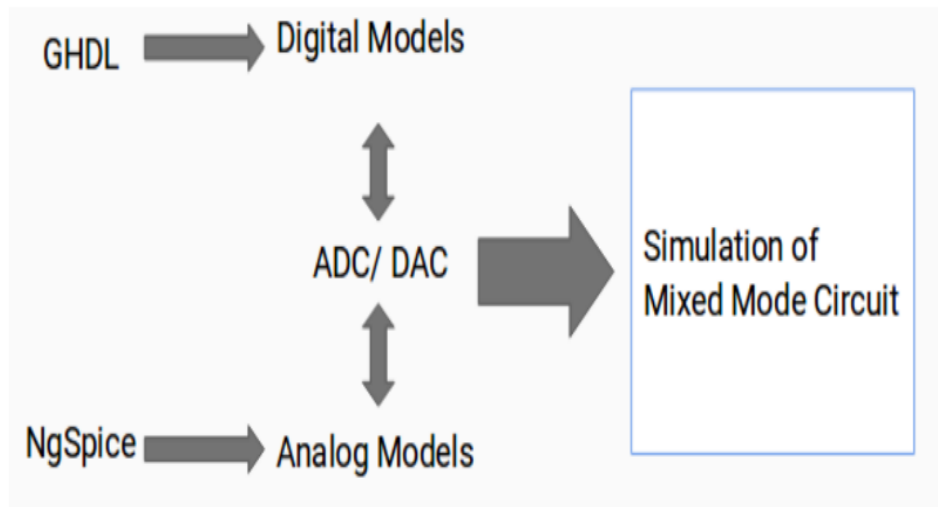 GHDL
Digital Models
ADC/ DAC
Simulation of
Mixed Mode Circuit
NgSpice
Analog Models